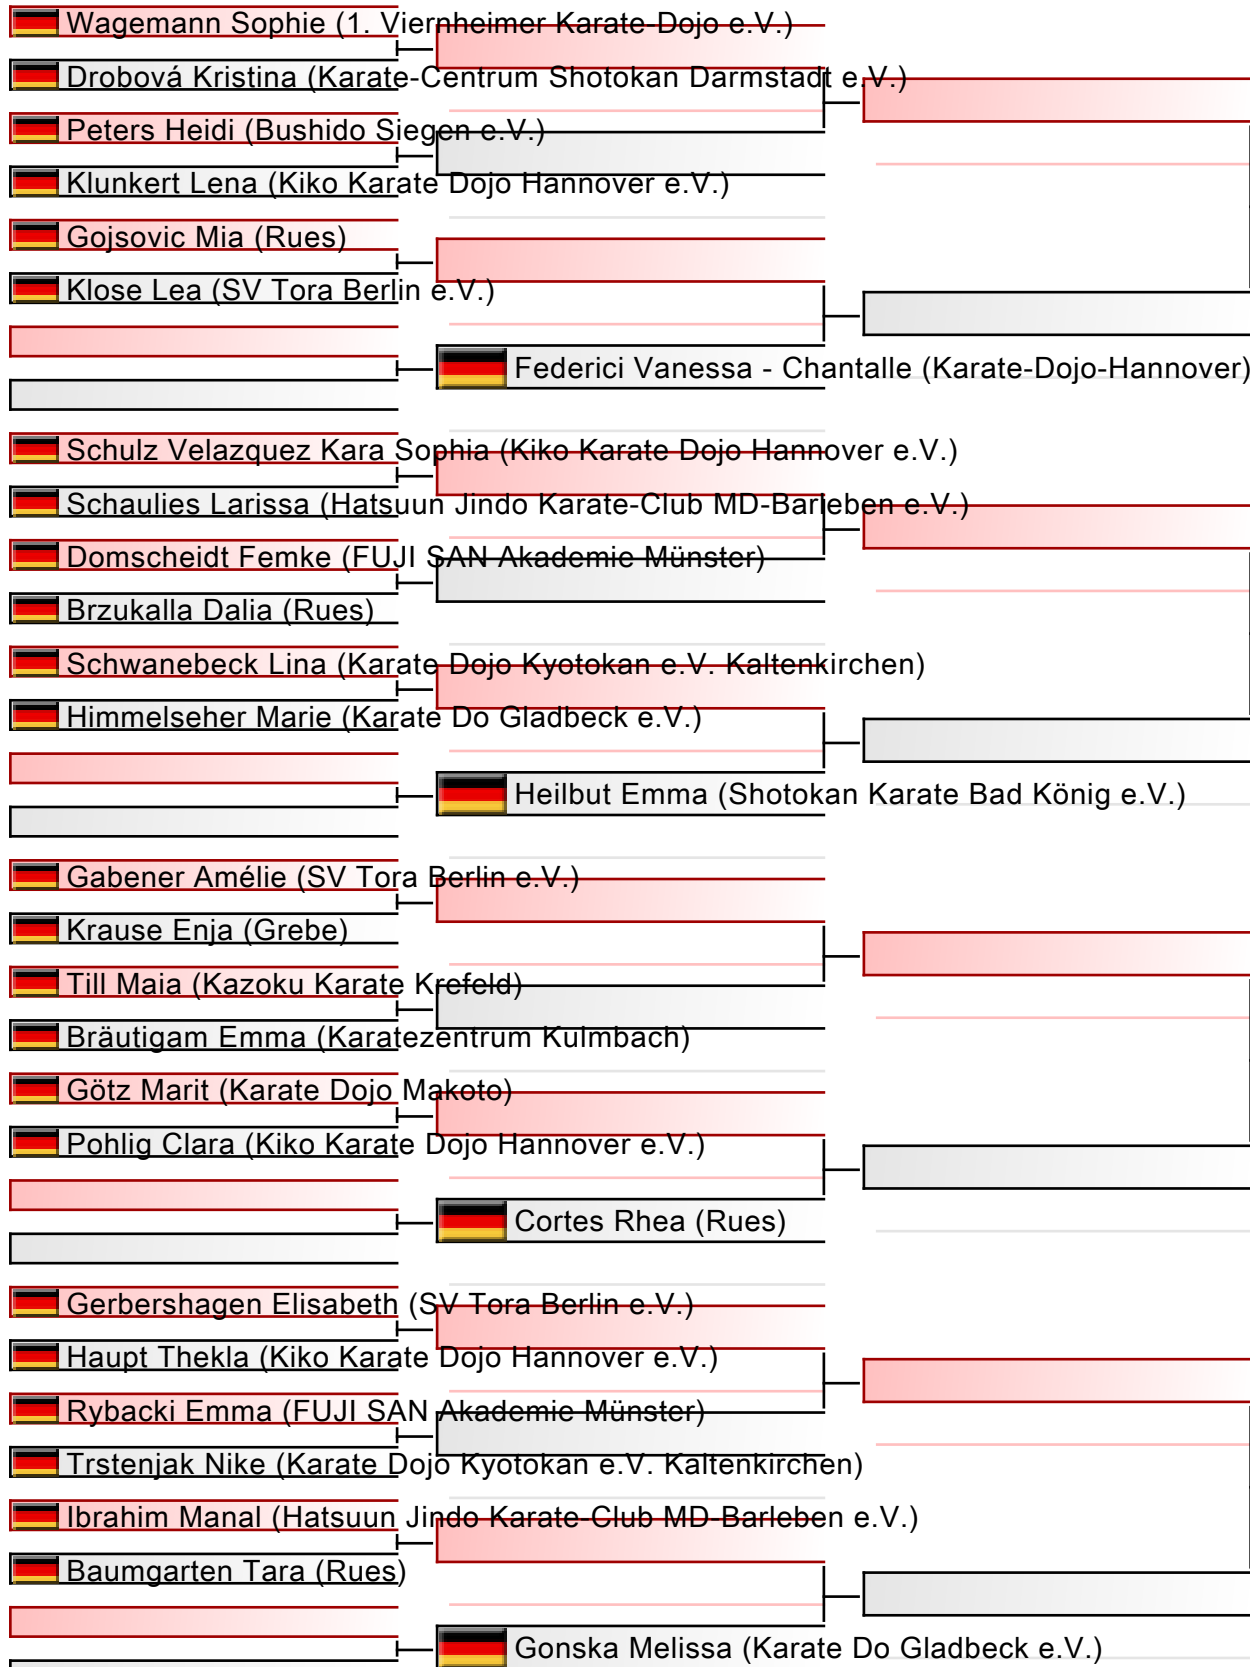 Wagemann Sophie (1. Viernheimer Karate-Dojo e.V.)
Drobová Kristina (Karate-Centrum Shotokan Darmstadt e.V.)
Peters Heidi (Bushido Siegen e.V.)
Klunkert Lena (Kiko Karate Dojo Hannover e.V.)
Gojsovic Mia (Rues)
Klose Lea (SV Tora Berlin e.V.)
Federici Vanessa - Chantalle (Karate-Dojo-Hannover)
Schulz Velazquez Kara Sophia (Kiko Karate Dojo Hannover e.V.)
Schaulies Larissa (Hatsuun Jindo Karate-Club MD-Barleben e.V.)
Domscheidt Femke (FUJI SAN Akademie Münster)
Brzukalla Dalia (Rues)
Schwanebeck Lina (Karate Dojo Kyotokan e.V. Kaltenkirchen)
Himmelseher Marie (Karate Do Gladbeck e.V.)
Heilbut Emma (Shotokan Karate Bad König e.V.)
Gabener Amélie (SV Tora Berlin e.V.)
Krause Enja (Grebe)
Till Maia (Kazoku Karate Krefeld)
Bräutigam Emma (Karatezentrum Kulmbach)
Götz Marit (Karate Dojo Makoto)
Pohlig Clara (Kiko Karate Dojo Hannover e.V.)
Cortes Rhea (Rues)
Gerbershagen Elisabeth (SV Tora Berlin e.V.)
Haupt Thekla (Kiko Karate Dojo Hannover e.V.)
Rybacki Emma (FUJI SAN Akademie Münster)
Trstenjak Nike (Karate Dojo Kyotokan e.V. Kaltenkirchen)
Ibrahim Manal (Hatsuun Jindo Karate-Club MD-Barleben e.V.)
Baumgarten Tara (Rues)
Gonska Melissa (Karate Do Gladbeck e.V.)